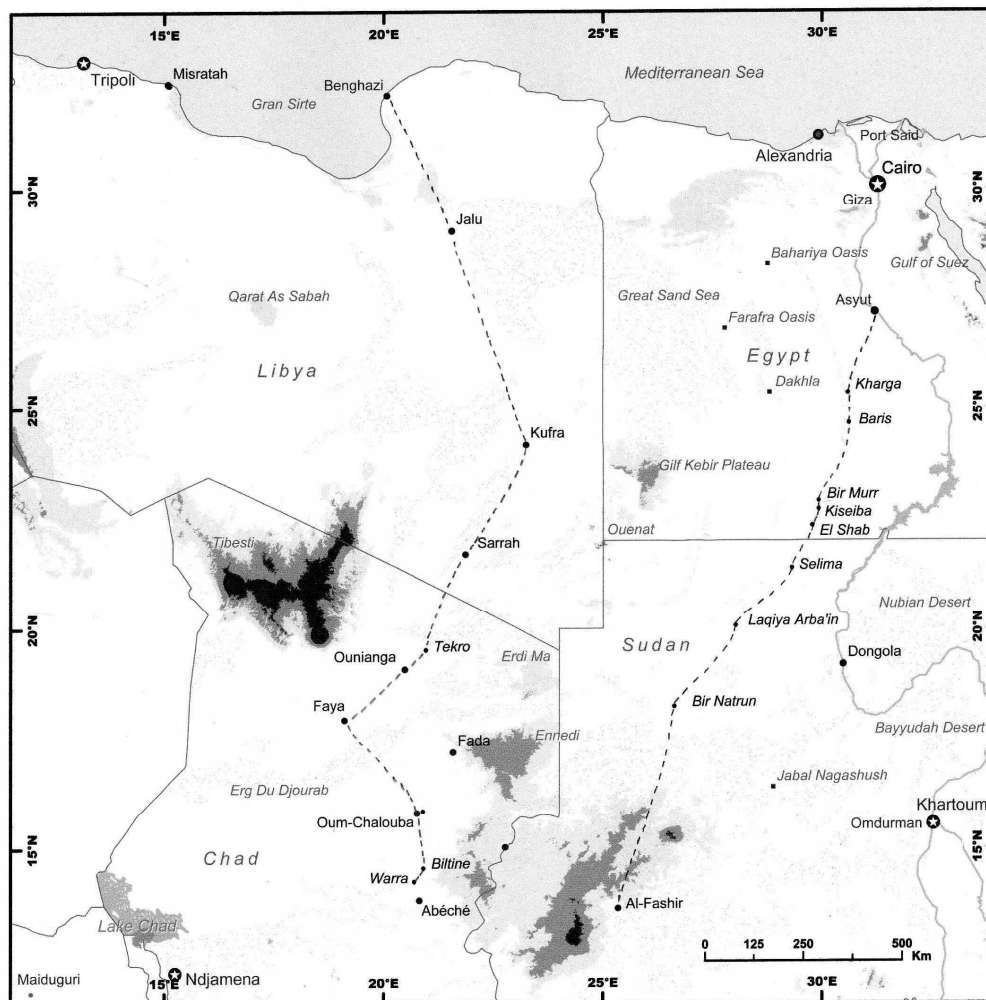 15°E
20°E
25°E
30°E
Tripoli
Misratah
Benghazi
Mediterranean Sea
Gran Sirte
Alexandria
Port Said
Cairo
Giza
30°N
30°N
Jalu
Bahariya Oasis
Gulf of Suez
Qarat As Sabah
Great Sand Sea
Asyut
Farafra Oasis
Egypt
Libya
Dakhla
Kharga
25°N
25°N
Baris
Kufra
Gilf Kebir Plateau
Bir Murr
Kiseiba
Ouenat
El Shab
Tibesti
Sarrah
Selima
Nubian Desert
20°N
20°N
Laqiya Arba'in
Tekro
Sudan
Dongola
Ounianga
Erdi Ma
Faya
Bir Natrun
Bayyudah Desert
Fada
Ennedi
Erg Du Djourab
Jabal Nagashush
Khartoum
Oum-Chalouba
Omdurman
15°N
15°N
Chad
Biltine
Warra
Abéché
Al-Fashir
Lake Chad
0 125 250 500
Km
Maiduguri
Ndjamena
15°E
20°E
25°E
30°E